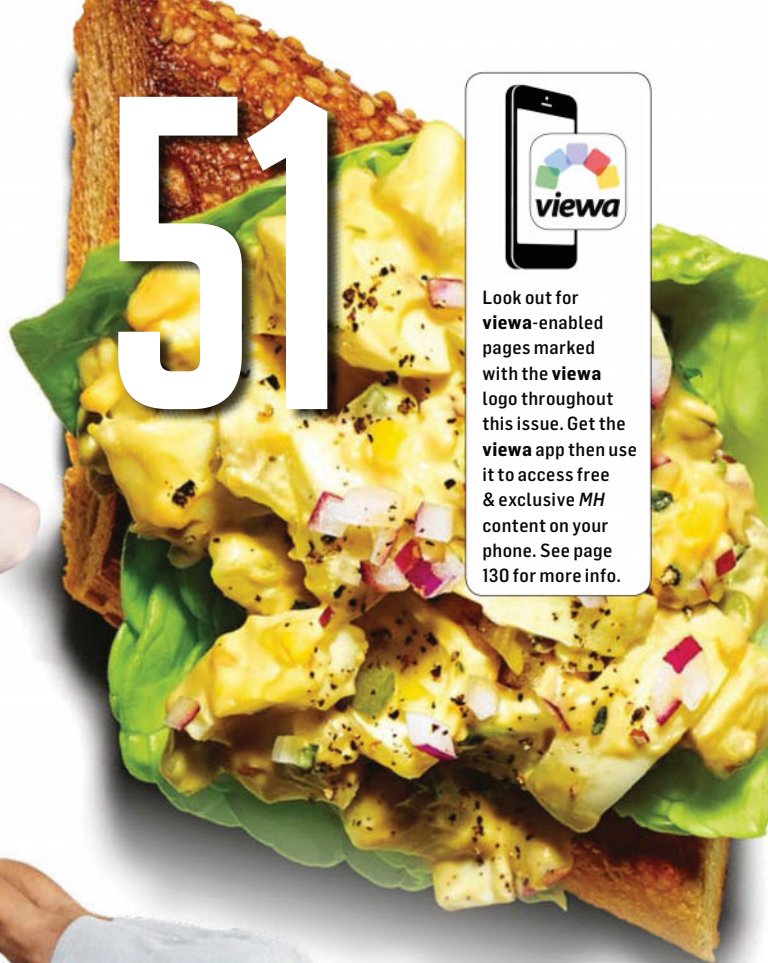 51
viewa
Look out for
viewa-enabled
pages marked
with the viewa
logo throughout
this issue. Get the
viewa app then use
it to access free
& exclusive MH
content on your
phone. See page
130 for more info.